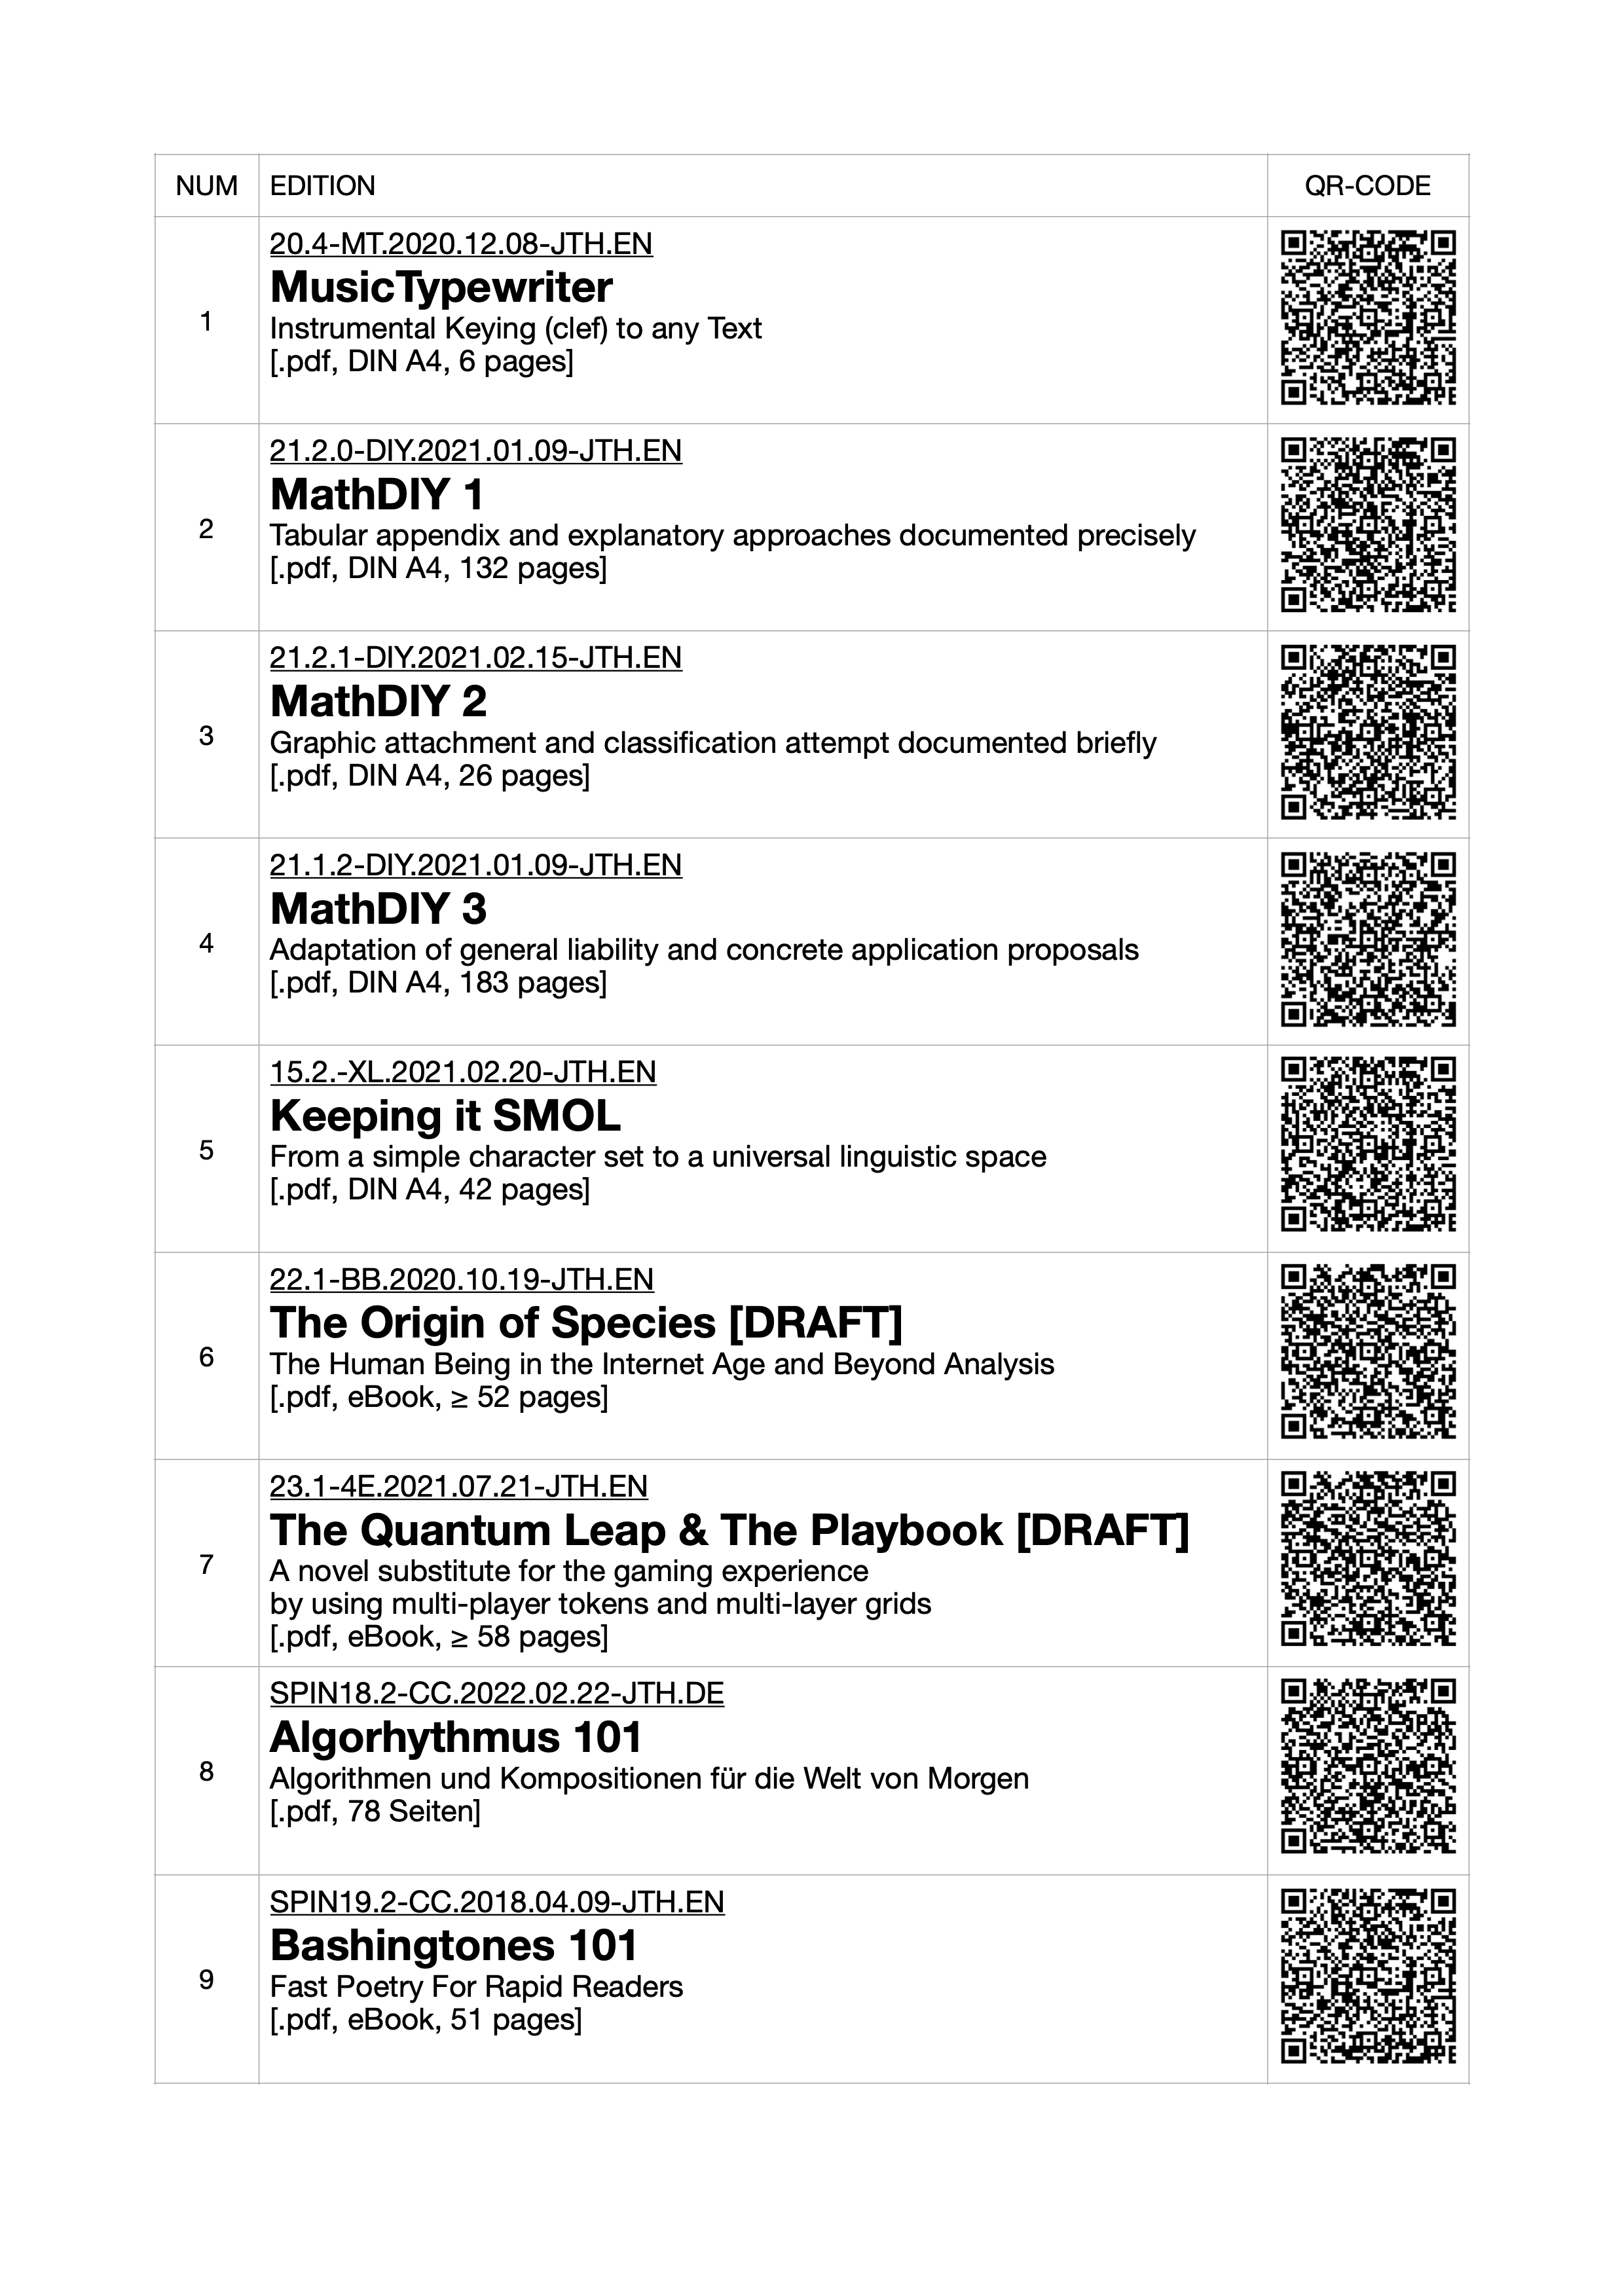 NUM EDITION QR-CODE
20.4-MT.2020.12.08-JTH.EN
MusicTypewriter
1
Instrumental Keying (clef) to any Text
[.pdf, DIN A4, 6 pages]
21.2.0-DIY.2021.01.09-JTH.EN
MathDIY 1
2
Tabular appendix and explanatory approaches documented precisely
[.pdf, DIN A4, 132 pages]
21.2.1-DIY.2021.02.15-JTH.EN
MathDIY 2
3
Graphic attachment and classification attempt documented briefly
[.pdf, DIN A4, 26 pages]
21.1.2-DIY.2021.01.09-JTH.EN
MathDIY 3
4
Adaptation of general liability and concrete application proposals
[.pdf, DIN A4, 183 pages]
15.2.-XL.2021.02.20-JTH.EN
Keeping it SMOL
5
From a simple character set to a universal linguistic space
[.pdf, DIN A4, 42 pages]
22.1-BB.2020.10.19-JTH.EN
The Origin of Species [DRAFT]
6
The Human Being in the Internet Age and Beyond Analysis
[.pdf, eBook, ≥ 52 pages]
23.1-4E.2021.07.21-JTH.EN
The Quantum Leap & The Playbook [DRAFT]
7
A novel substitute for the gaming experience
by using multi-player tokens and multi-layer grids
[.pdf, eBook, ≥ 58 pages]
SPIN18.2-CC.2022.02.22-JTH.DE
Algorhythmus 101
8
Algorithmen und Kompositionen für die Welt von Morgen
[.pdf, 78 Seiten]
SPIN19.2-CC.2018.04.09-JTH.EN
Bashingtones 101
9
Fast Poetry For Rapid Readers
[.pdf, eBook, 51 pages]